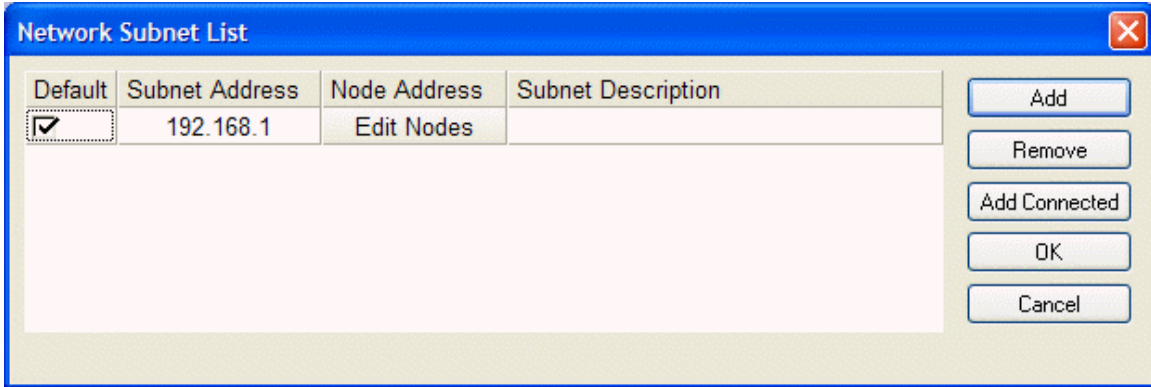 Network Subnet List
Default Subnet Address Node Address Subnet Description
192.168.1 Edit Nodes
Add
Remove
Add Connected
OK
Cancel